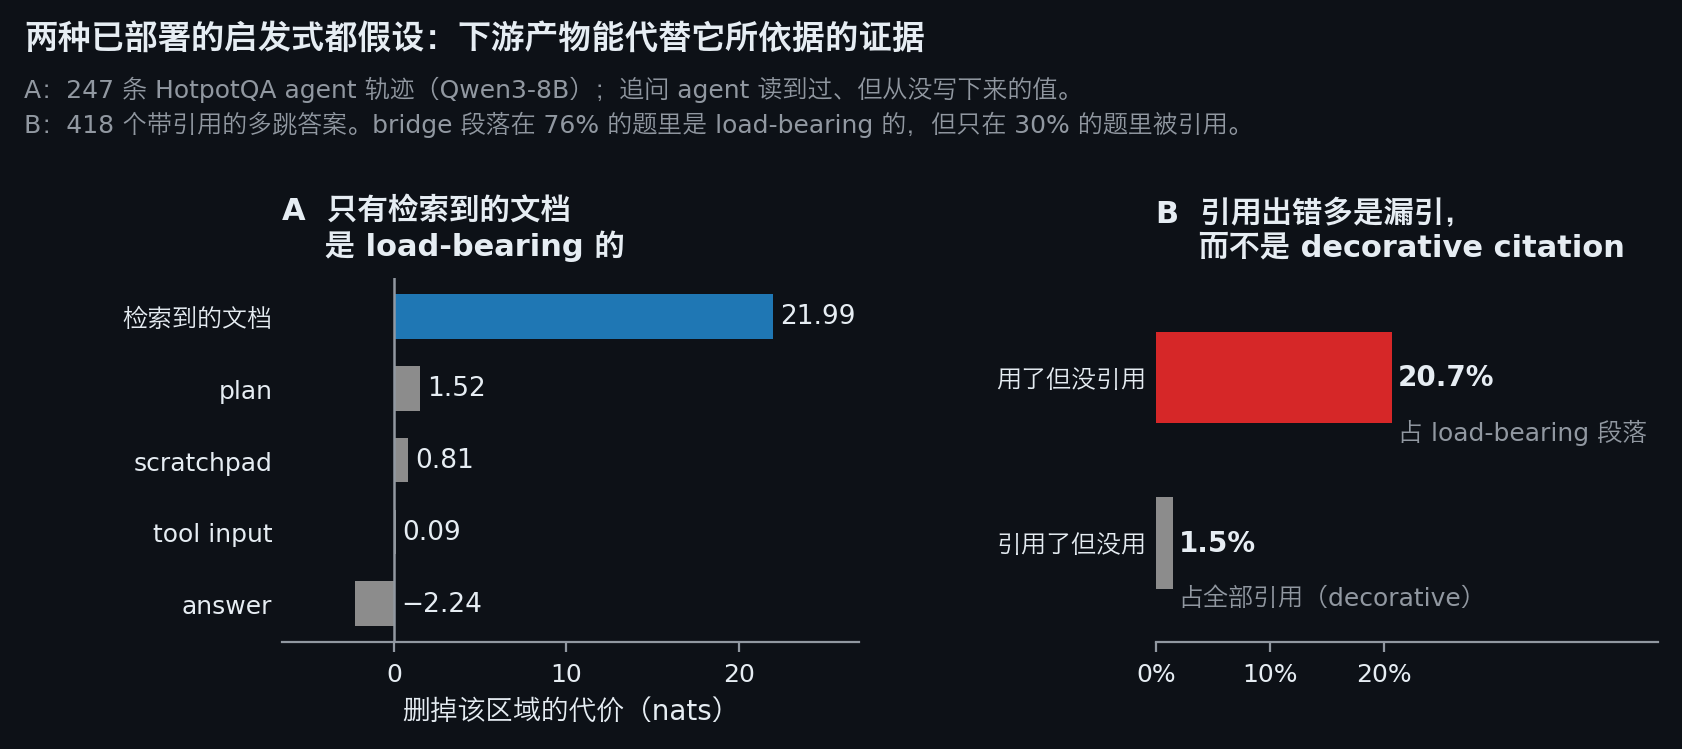 两种已部署的启发式都假设：下游产物能代替它所依据的证据
A：247 条 HotpotQA agent 轨迹（Qwen3-8B）；追问 agent 读到过、但从没写下来的值。
B：418 个带引用的多跳答案。bridge 段落在 76% 的题里是 load-bearing 的，但只在 30% 的题里被引用。
A 只有检索到的文档
是 load-bearing 的
检索到的文档
21.99
plan
1.52
scratchpad
0.81
tool input
0.09
answer
−2.24
0 10 20
删掉该区域的代价（nats）
B 引用出错多是漏引，
而不是 decorative citation
用了但没引用
20.7%
占 load-bearing 段落
引用了但没用
1.5%
占全部引用（decorative）
0% 10% 20%